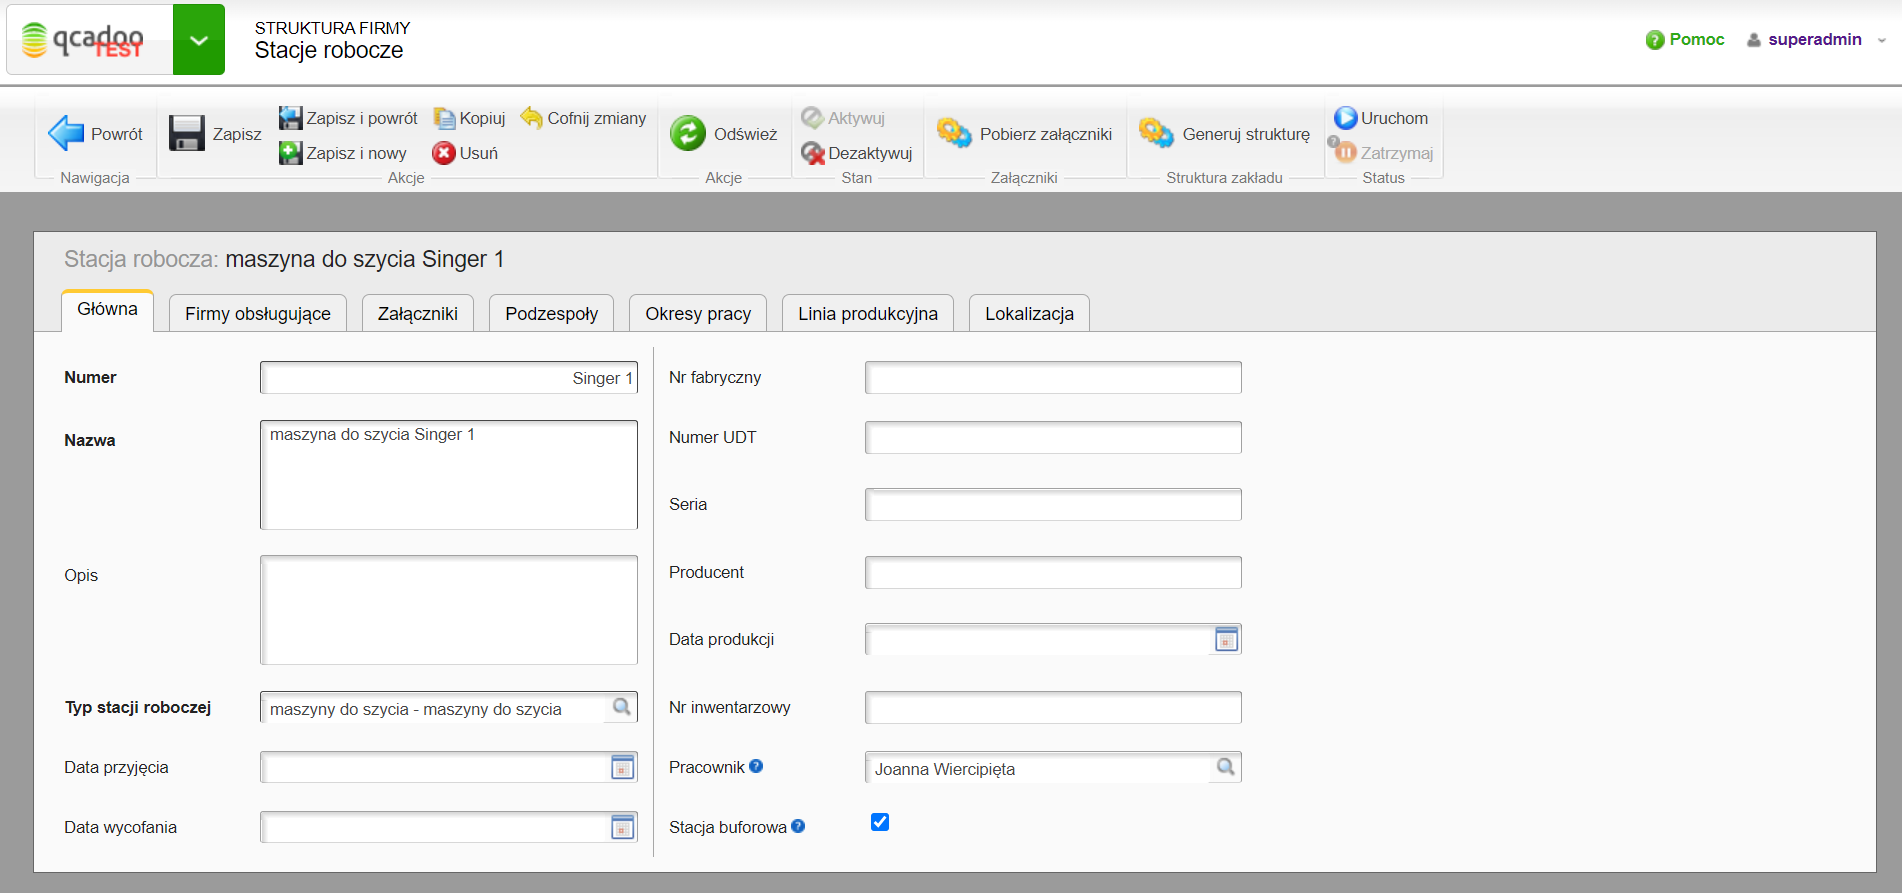 qcadoo
TEST
STRUKTURA FIRMY
Stacje robocze
Pomoc
superadmin
Powrót
Nawigacja
Zapisz
Zapisz i powrót
Kopiuj
Cofnij zmiany
Zapisz i nowy
Usuń
Akcje
Odśwież
Akcje
Aktywuj
Dezaktywuj
Stan
Pobierz załączniki
Załączniki
Generuj strukturę
Struktura zakładu
Uruchom
Zatrzymaj
Status
Stacja robocza: maszyna do szycia Singer 1
Główna
Firmy obsługujące
Załączniki
Podzespoły
Okresy pracy
Linia produkcyjna
Lokalizacja
Numer
Singer 1
Nazwa
maszyna do szycia Singer 1
Opis
Typ stacji roboczej
maszyny do szycia - maszyny do szycia
Data przyjęcia
Data wycofania
Nr fabryczny
Numer UDT
Seria
Producent
Data produkcji
Nr inwentarzowy
Pracownik
Joanna Wiercipięta
Stacja buforowa